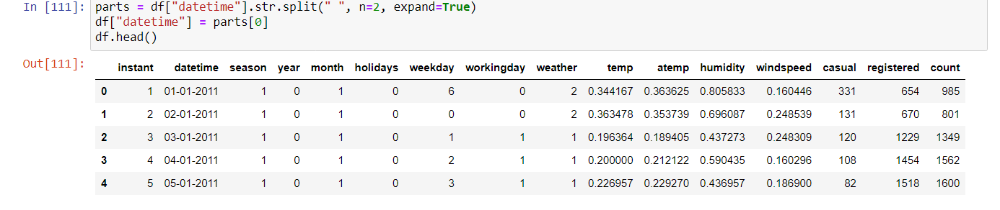 In [111]: parts = df["datetime"].str.split(" ", n=2, expand=True)
df["datetime"] = parts[0]
df.head()
Out[111]:
instant datetime season year month holidays weekday workingday weather temp atemp humidity windspeed casual registered count
0 1 01-01-2011 1 0 1 0 6 0 2 0.344167 0.363625 0.805833 0.160446 331 654 985
1 2 02-01-2011 1 0 1 0 0 0 2 0.363478 0.353739 0.696087 0.248539 131 670 801
2 3 03-01-2011 1 0 1 0 1 1 1 0.196364 0.189405 0.437273 0.248309 120 1229 1349
3 4 04-01-2011 1 0 1 0 2 1 1 0.200000 0.212122 0.590435 0.160296 108 1454 1562
4 5 05-01-2011 1 0 1 0 3 1 1 0.226957 0.229270 0.436957 0.186900 82 1518 1600